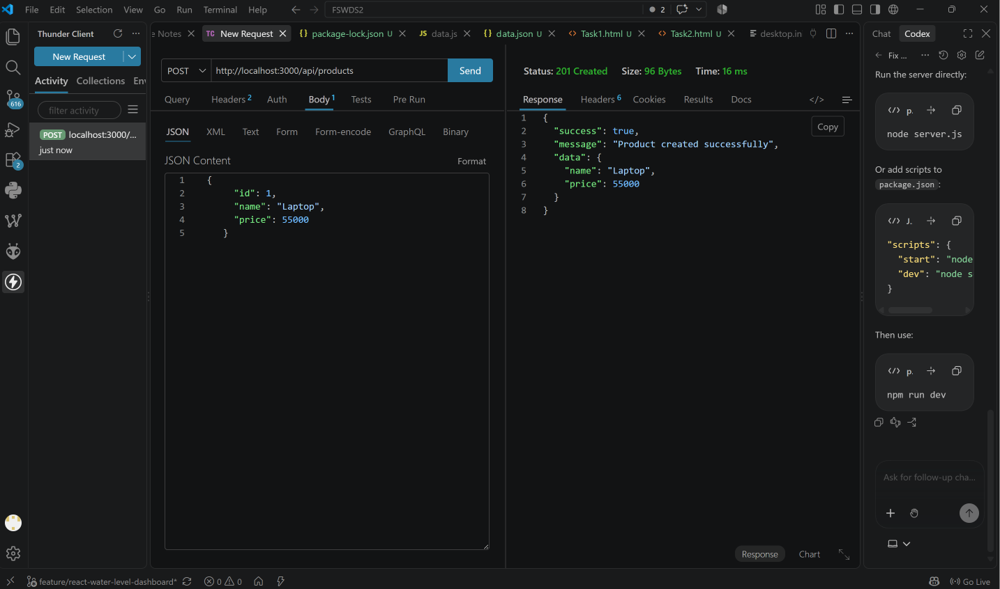 File Edit Selection View Go Run Terminal Help
FSWDS2
2
Thunder Client
New Request
Activity Collections Env
filter activity
POST localhost:3000/...
just now
616
2
e Notes
TC New Request
{} package-lock.json U
JS data.js
{} data.json U
<> Task1.html U
<> Task2.html U
desktop.in
POST
http://localhost:3000/api/products
Send
Query Headers 2 Auth Body 1 Tests Pre Run
JSON XML Text Form Form-encode GraphQL Binary
JSON Content
Format
1 {
2 "id": 1,
3 "name": "Laptop",
4 "price": 55000
5 }
Status: 201 Created Size: 96 Bytes Time: 16 ms
Response Headers 6 Cookies Results Docs
</>
Copy
1 {
2 "success": true,
3 "message": "Product created successfully",
4 "data": {
5 "name": "Laptop",
6 "price": 55000
7 }
8 }
Response Chart
Chat Codex
Fix ...
Run the server directly:
</> p.
node server.js
Or add scripts to
package.json:
</> J.
"scripts": {
"start": "node
"dev": "node s
}
Then use:
</> p.
npm run dev
Ask for follow-up cha...
feature/react-water-level-dashboard*
0 0
Go Live